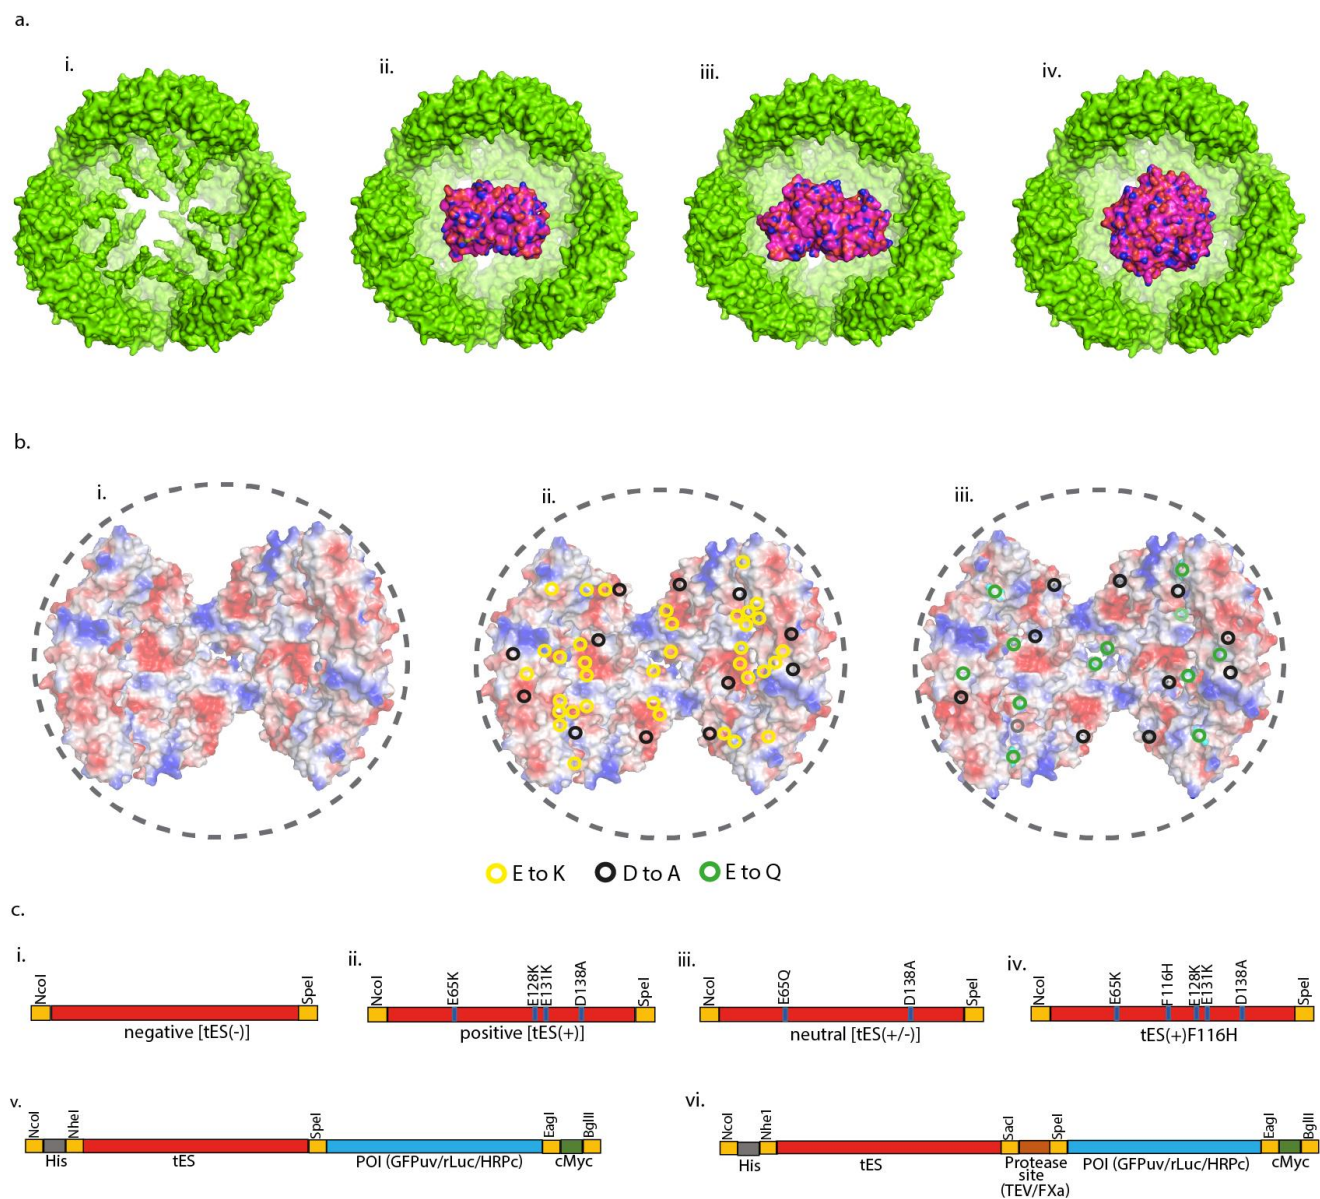 a.
i.
ii.
iii.
iv.
b.
i.
ii.
iii.
E to K
D to A
E to Q
c.
i.
NcoI
SpeI
negative [tES(-)]
ii.
NcoI
E65K
E128K
E131K
D138A
SpeI
positive [tES(+)]
iii.
NcoI
E65Q
D138A
SpeI
neutral [tES(+/-)]
iv.
NcoI
E65K
F116H
E128K
E131K
D138A
SpeI
tES(+)F116H
v.
NcoI
NheI
SpeI
EagI
BglII
His
tES
POI (GFPuv/rLuc/HRPc)
cMyc
vi.
NcoI
Nhe1
SacI
SpeI
EagI
BglII
His
tES
Protease
site
(TEV/FXa)
POI (GFPuv/rLuc/HRPc)
cMyc